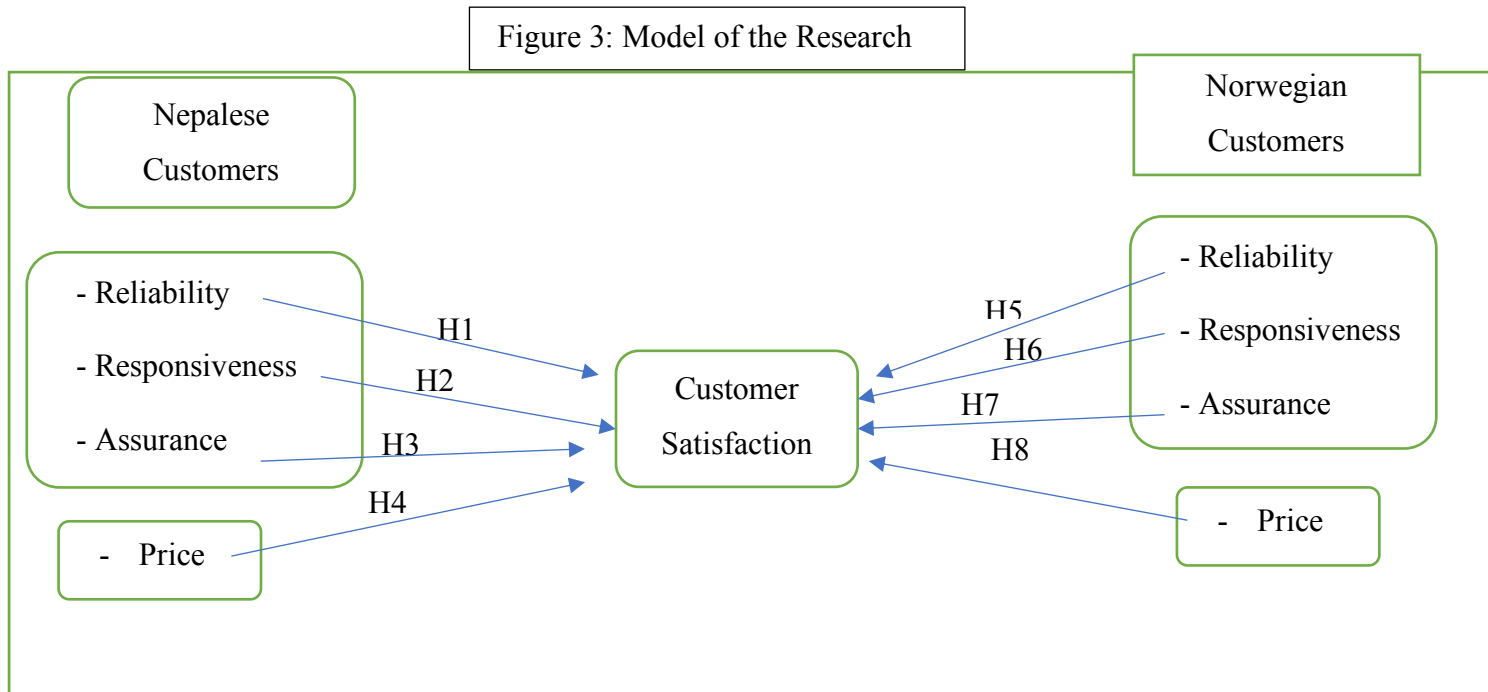 Figure 3: Model of the Research
Nepalese
Customers
Norwegian
Customers
- Reliability
- Responsiveness
- Assurance
- Price
H1
H2
H3
H4
Customer
Satisfaction
H5
H6
H7
H8
- Reliability
- Responsiveness
- Assurance
- Price